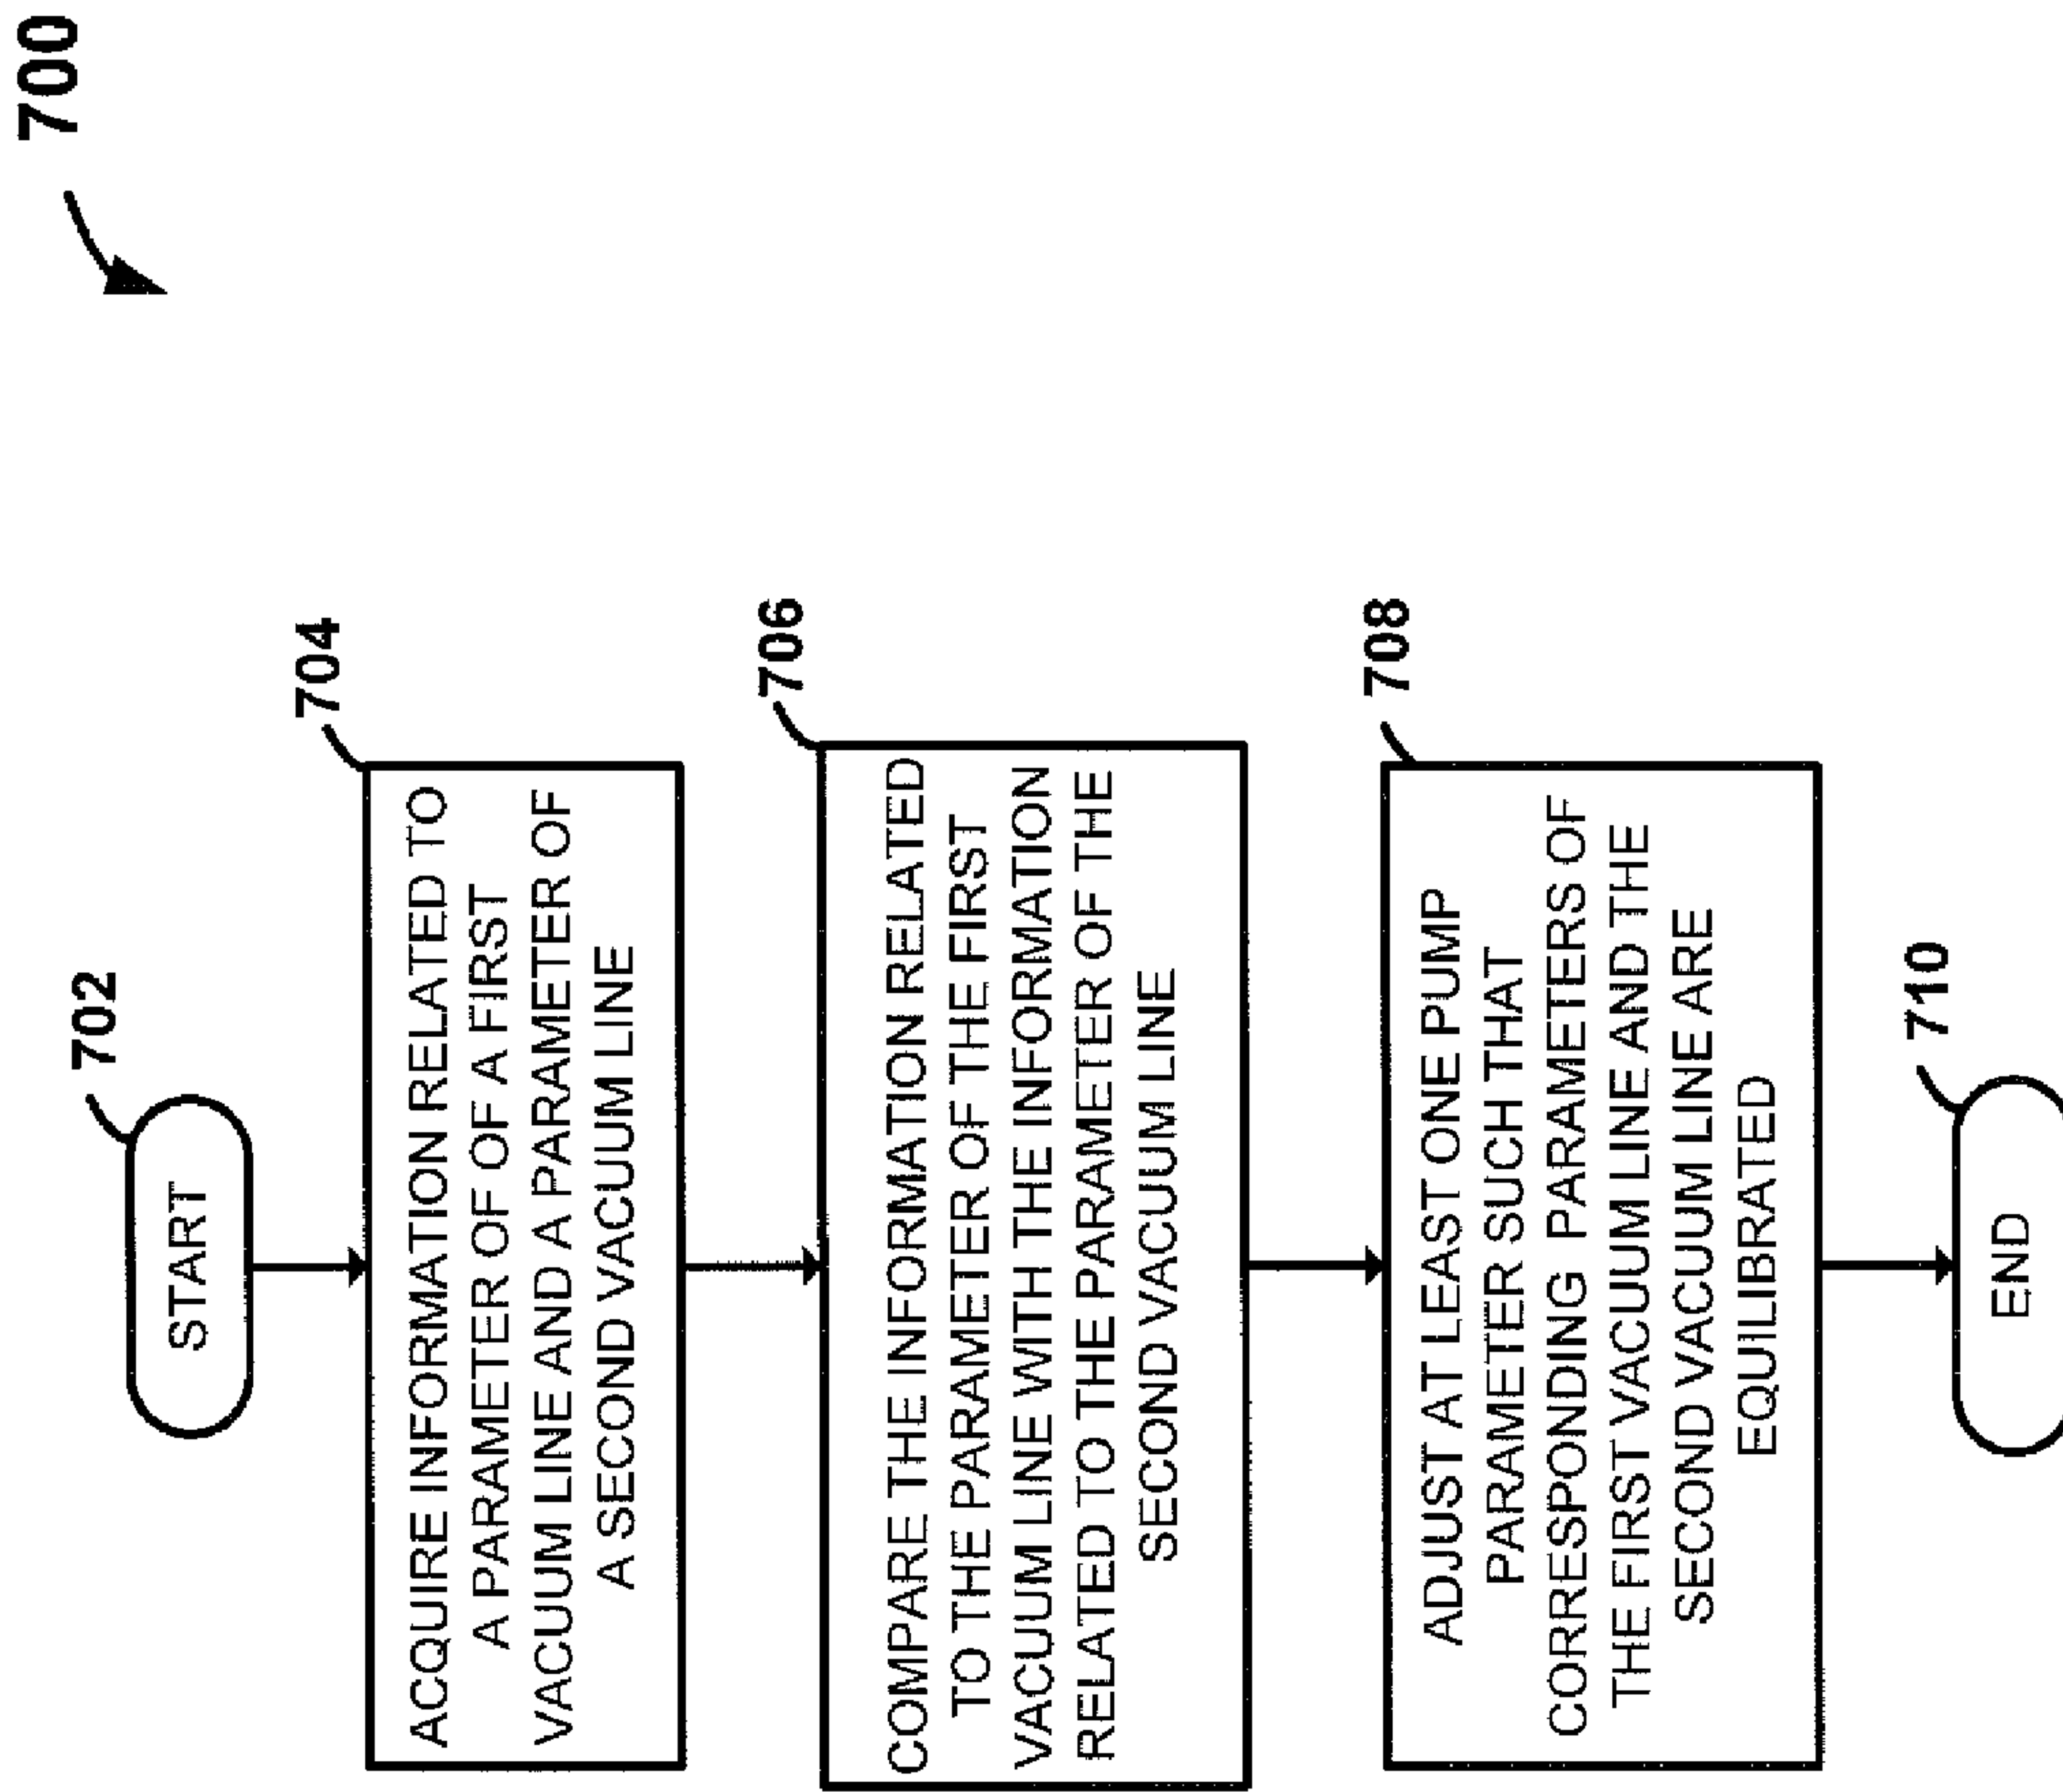 700
702
START
704
ACQUIRE INFORMATION RELATED TO
A PARAMETER OF OF A FIRST
VACUUM LINE AND A PARAMETER OF
A SECOND VACUUM LINE
706
COMPARE THE INFORMATION RELATED
TO THE PARAMETER OF THE FIRST
VACUUM LINE WITH THE INFORMATION
RELATED TO THE PARAMETER OF THE
SECOND VACUUM LINE
708
ADJUST AT LEAST ONE PUMP
PARAMETER SUCH THAT
CORRESPONDING PARAMETERS OF
THE FIRST VACUUM LINE AND THE
SECOND VACUUM LINE ARE
EQUILIBRATED
710
END